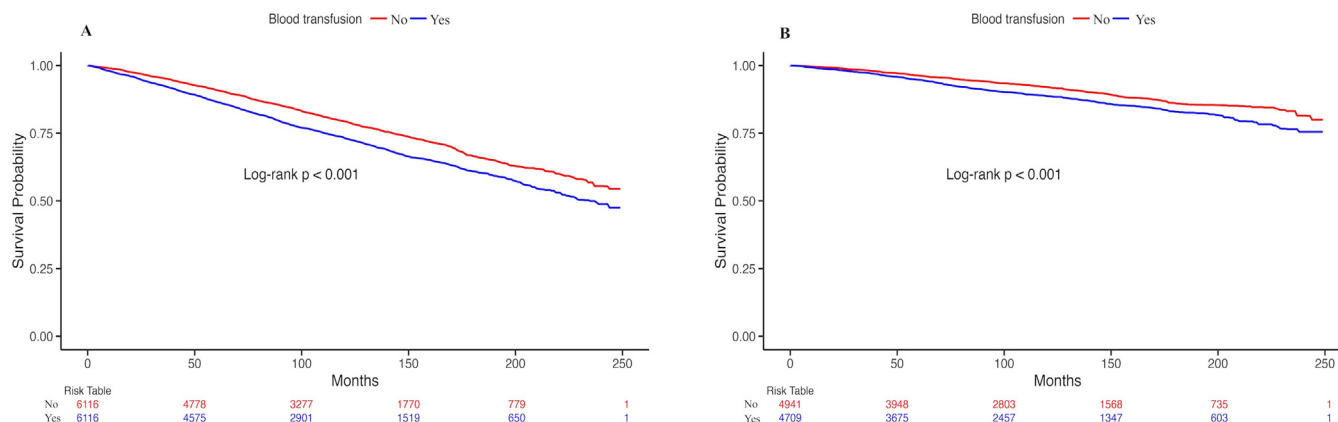 Blood transfusion No Yes
A
1.00
0.75
0.50
0.25
0.00
Survival Probability
Log-rank p < 0.001
0 50 100 150 200 250
Months
Risk Table
No 6116 4778 3277 1770 779 1
Yes 6116 4575 2901 1519 650 1
Blood transfusion No Yes
B
1.00
0.75
0.50
0.25
0.00
Survival Probability
Log-rank p < 0.001
0 50 100 150 200 250
Months
Risk Table
No 4941 3948 2803 1568 735 1
Yes 4709 3675 2457 1347 603 1